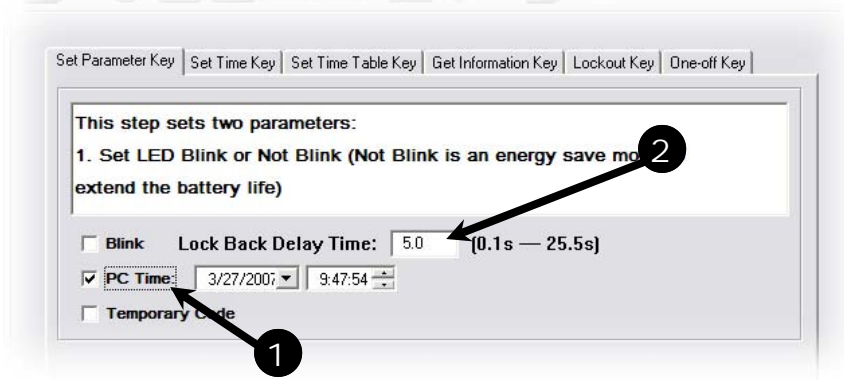 Set Parameter Key Set Time Key Set Time Table Key Get Information Key Lockout Key One-off Key
This step sets two parameters:
1. Set LED Blink or Not Blink (Not Blink is an energy save
extend the battery life)
2
Blink Lock Back Delay Time: 5.0 (0.1s — 25.5s)
PC Time: 3/27/2007 9:47:54
Temporary
1